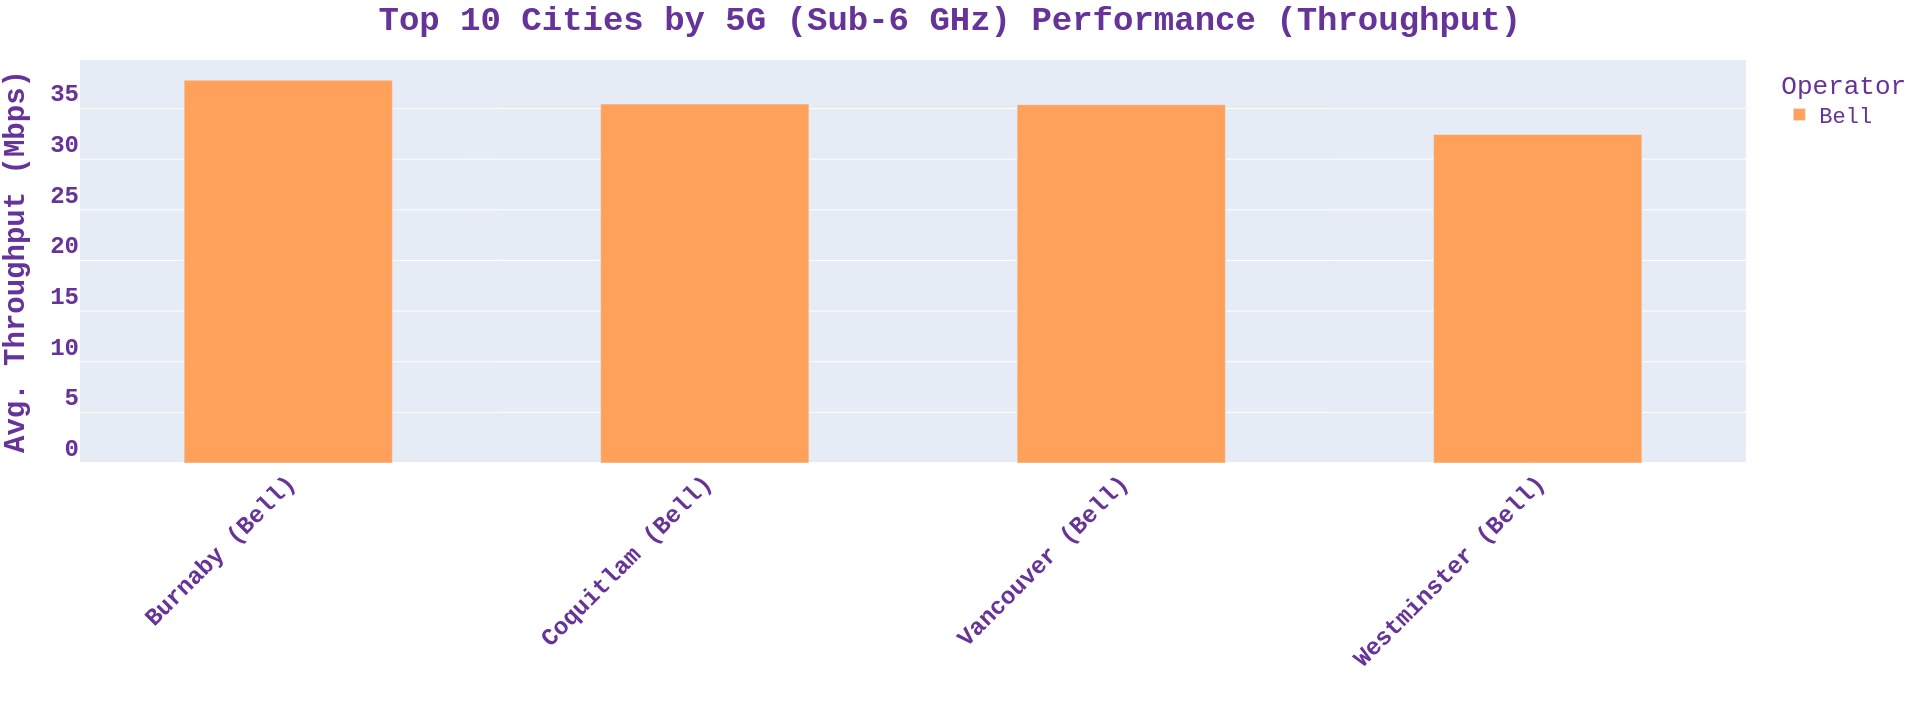 Top 10 Cities by 5G (Sub-6 GHz) Performance (Throughput)
Avg. Throughput (Mbps)
35
30
25
20
15
10
5
0
Burnaby (Bell)
Coquitlam (Bell)
Vancouver (Bell)
Westminster (Bell)
Operator
Bell